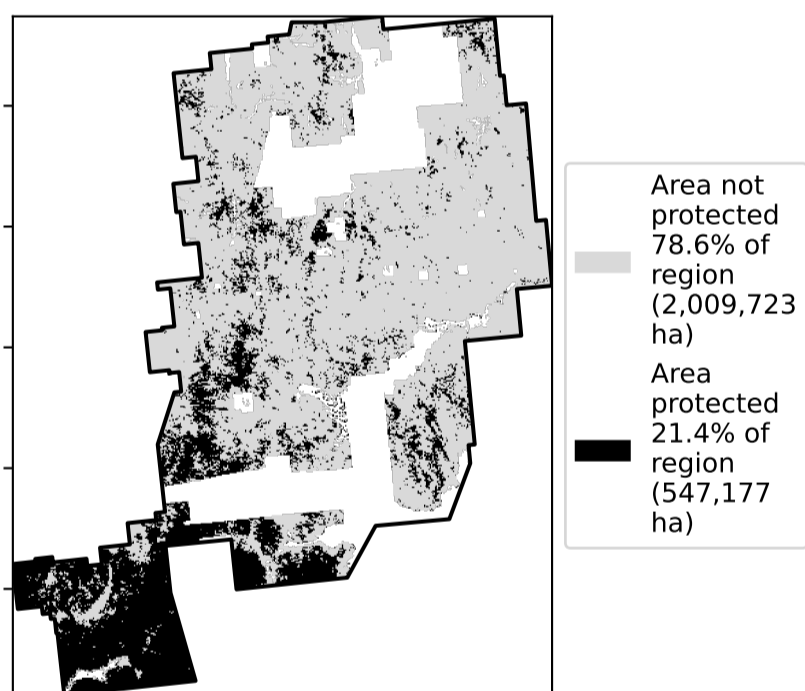 Area not
protected
78.6% of
region
(2,009,723
ha)
Area
protected
21.4% of
region
(547,177
ha)